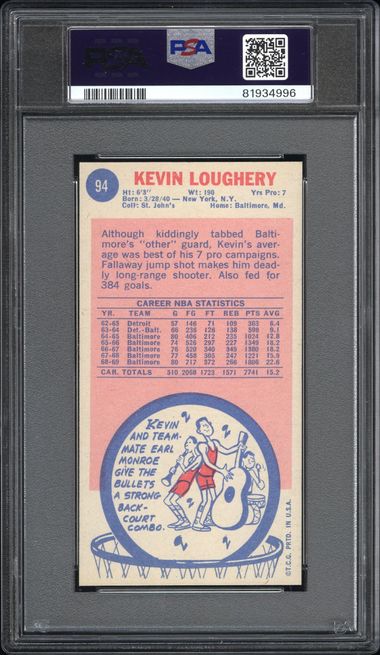 PSA
PSA
81934996
94
KEVIN LOUGHERY
Ht: 6'3" Wt: 190 Yrs Pro: 7
Born: 3/28/40 — New York, N.Y.
Coll: St. John's Home: Baltimore, Md.
Although kiddingly tabbed Balti-
more's "other" guard, Kevin's aver-
age was best of his 7 pro campaigns.
Fallaway jump shot makes him dead-
ly long-range shooter. Also fed for
384 goals.
CAREER NBA STATISTICS
YR. TEAM G FG FT REB PTS AVG
62-63 Detroit 57 146 71 109 363 6.4
63-64 Det.-Balt. 66 236 126 138 598 9.1
64-65 Baltimore 80 406 212 235 1024 12.8
65-66 Baltimore 74 526 297 227 1349 18.2
66-67 Baltimore 76 520 340 349 1380 18.2
67-68 Baltimore 77 458 305 247 1221 15.9
68-69 Baltimore 80 717 372 266 1806 22.6
CAR. TOTALS 510 2058 1723 1571 2741 15.2
KEVIN
AND TEAM-
MATE EARL
MONROE
GIVE THE
BULLETS
A STRONG
BACK-
COURT
COMBO.
©T.C.G. PRTD. IN U.S.A.